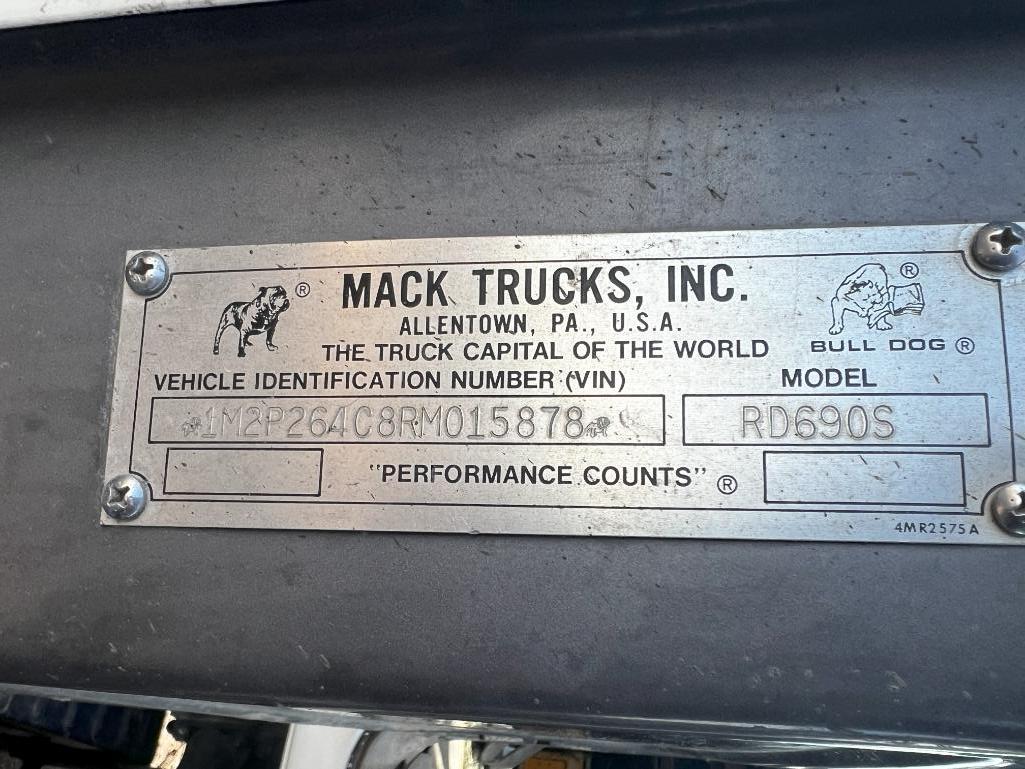 ®
MACK TRUCKS, INC.
®
ALLENTOWN, PA., U.S.A.
THE TRUCK CAPITAL OF THE WORLD
BULL DOG ®
VEHICLE IDENTIFICATION NUMBER (VIN)
MODEL
1M2P264C8RM015878
RD690S
"PERFORMANCE COUNTS" ®
4MR2575A